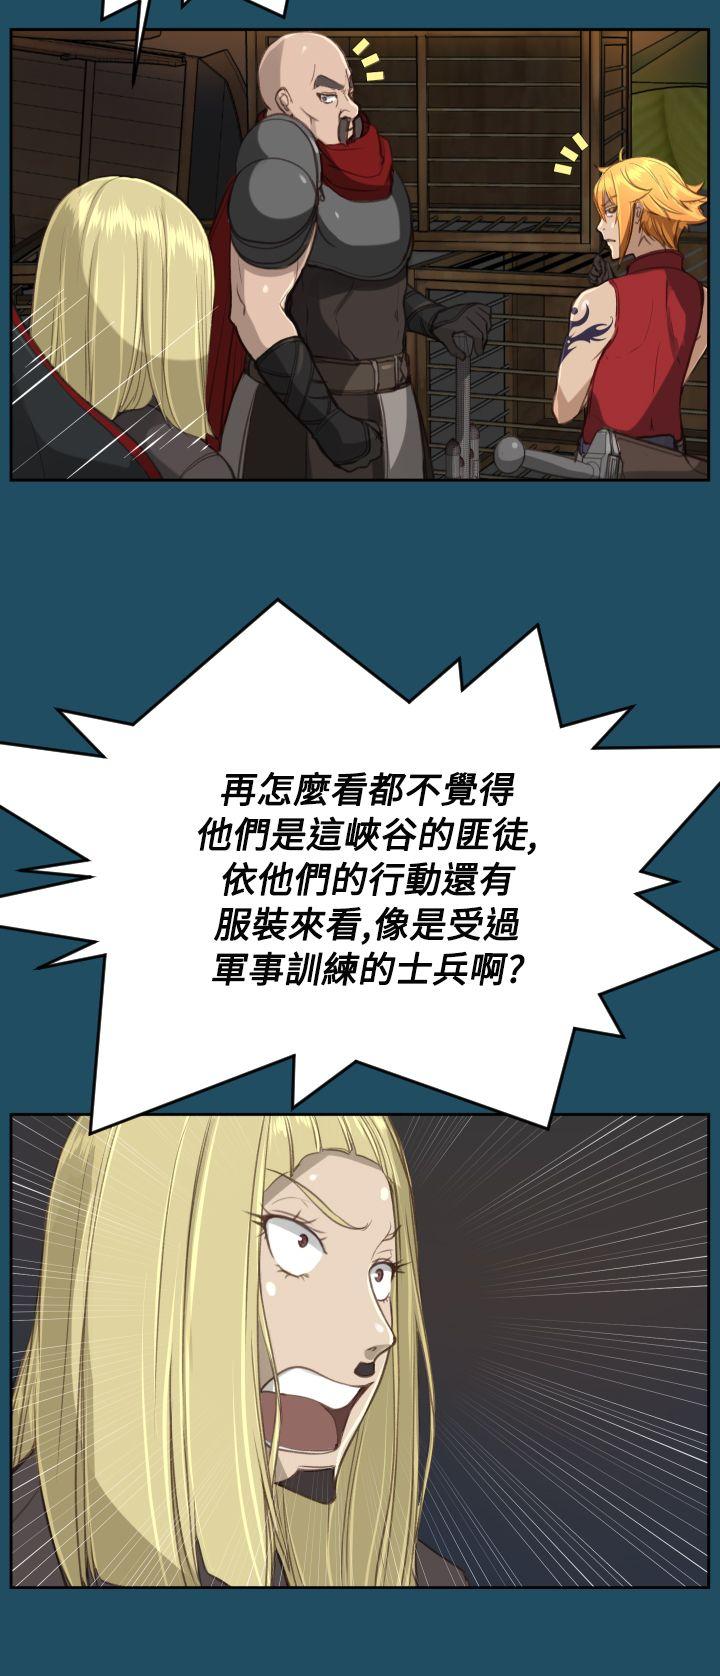 再怎麼看都不覺得
他們是這峽谷的匪徒,
依他們的行動還有
服裝來看,像是受過
軍事訓練的士兵啊?